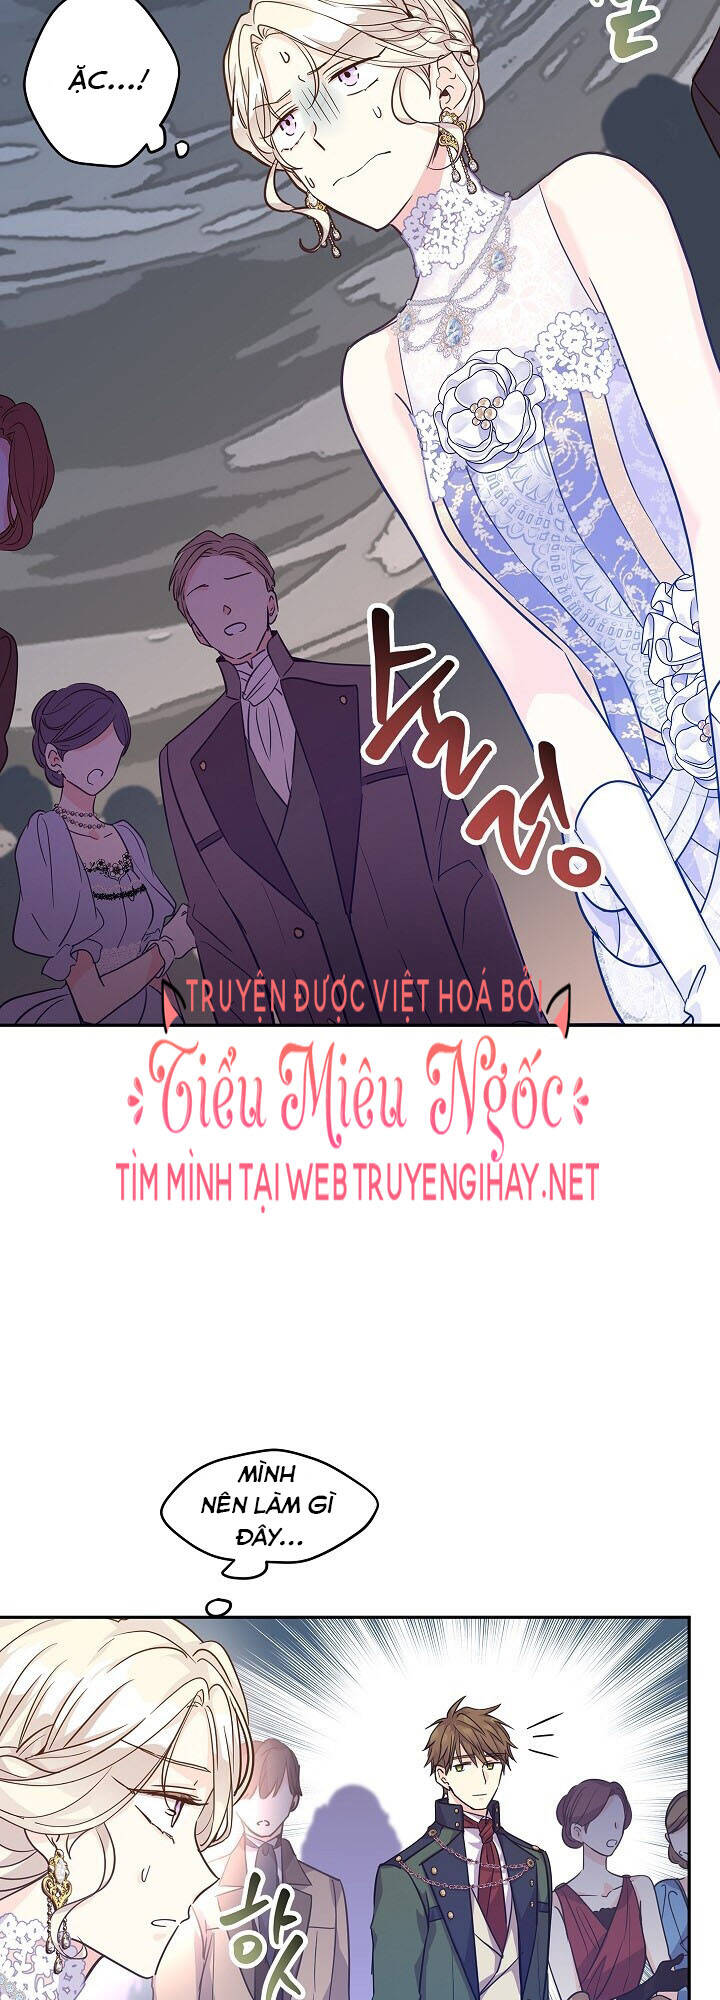 ẶC....!
TRUYỆN ĐƯỢC VIỆT HOÁ BỞI
Tiểu Miêu Ngốc
TÌM MÌNH TẠI WEB TRUYENGIHAY.NET
MÌNH
NÊN LÀM GÌ
ĐÂY...
핫